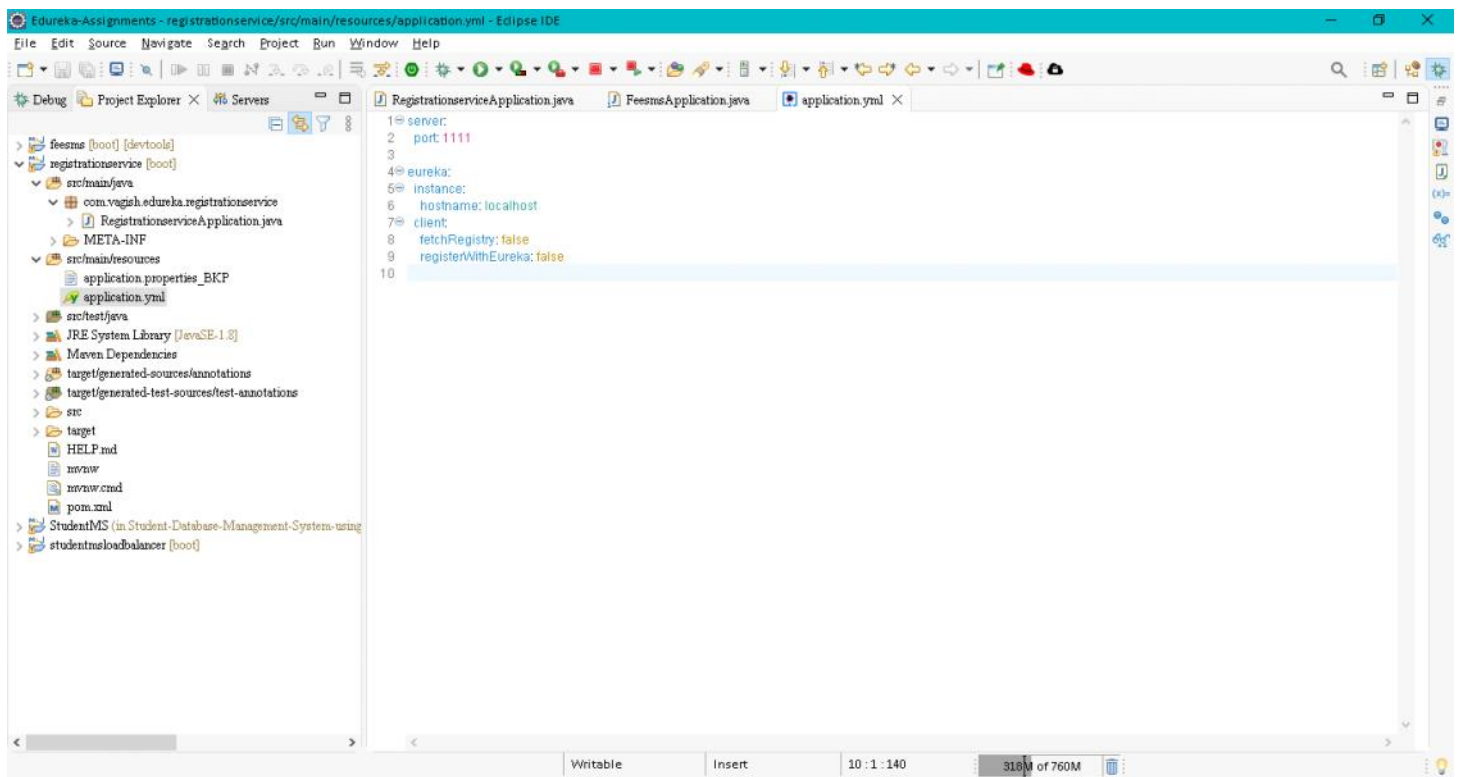 Edureka-Assignments - registrationservice/src/main/resources/application.yml - Eclipse IDE
File Edit Source Navigate Search Project Run Window Help
Debug Project Explorer Servers
RegistrationserviceApplication.java FeesmsApplication.java application.yml
feesms [boot] [devtools]
registrationservice [boot]
src/main/java
com.vagish.edureka.registrationservice
RegistrationserviceApplication.java
META-INF
src/main/resources
application.properties_BKP
application.yml
src/test/java
JRE System Library [JavaSE-1.8]
Maven Dependencies
target/generated-sources/annotations
target/generated-test-sources/test-annotations
src
target
HELP.md
mvnw
mvnw.cmd
pom.xml
StudentMS (in Student-Database-Management-System-using
studentmsloadbalancer [boot]
1 server:
2 port: 1111
3
4 eureka:
5 instance:
6 hostname: localhost
7 client:
8 fetchRegistry: false
9 registerWithEureka: false
10
Writable Insert 10 : 1 : 140 318M of 760M